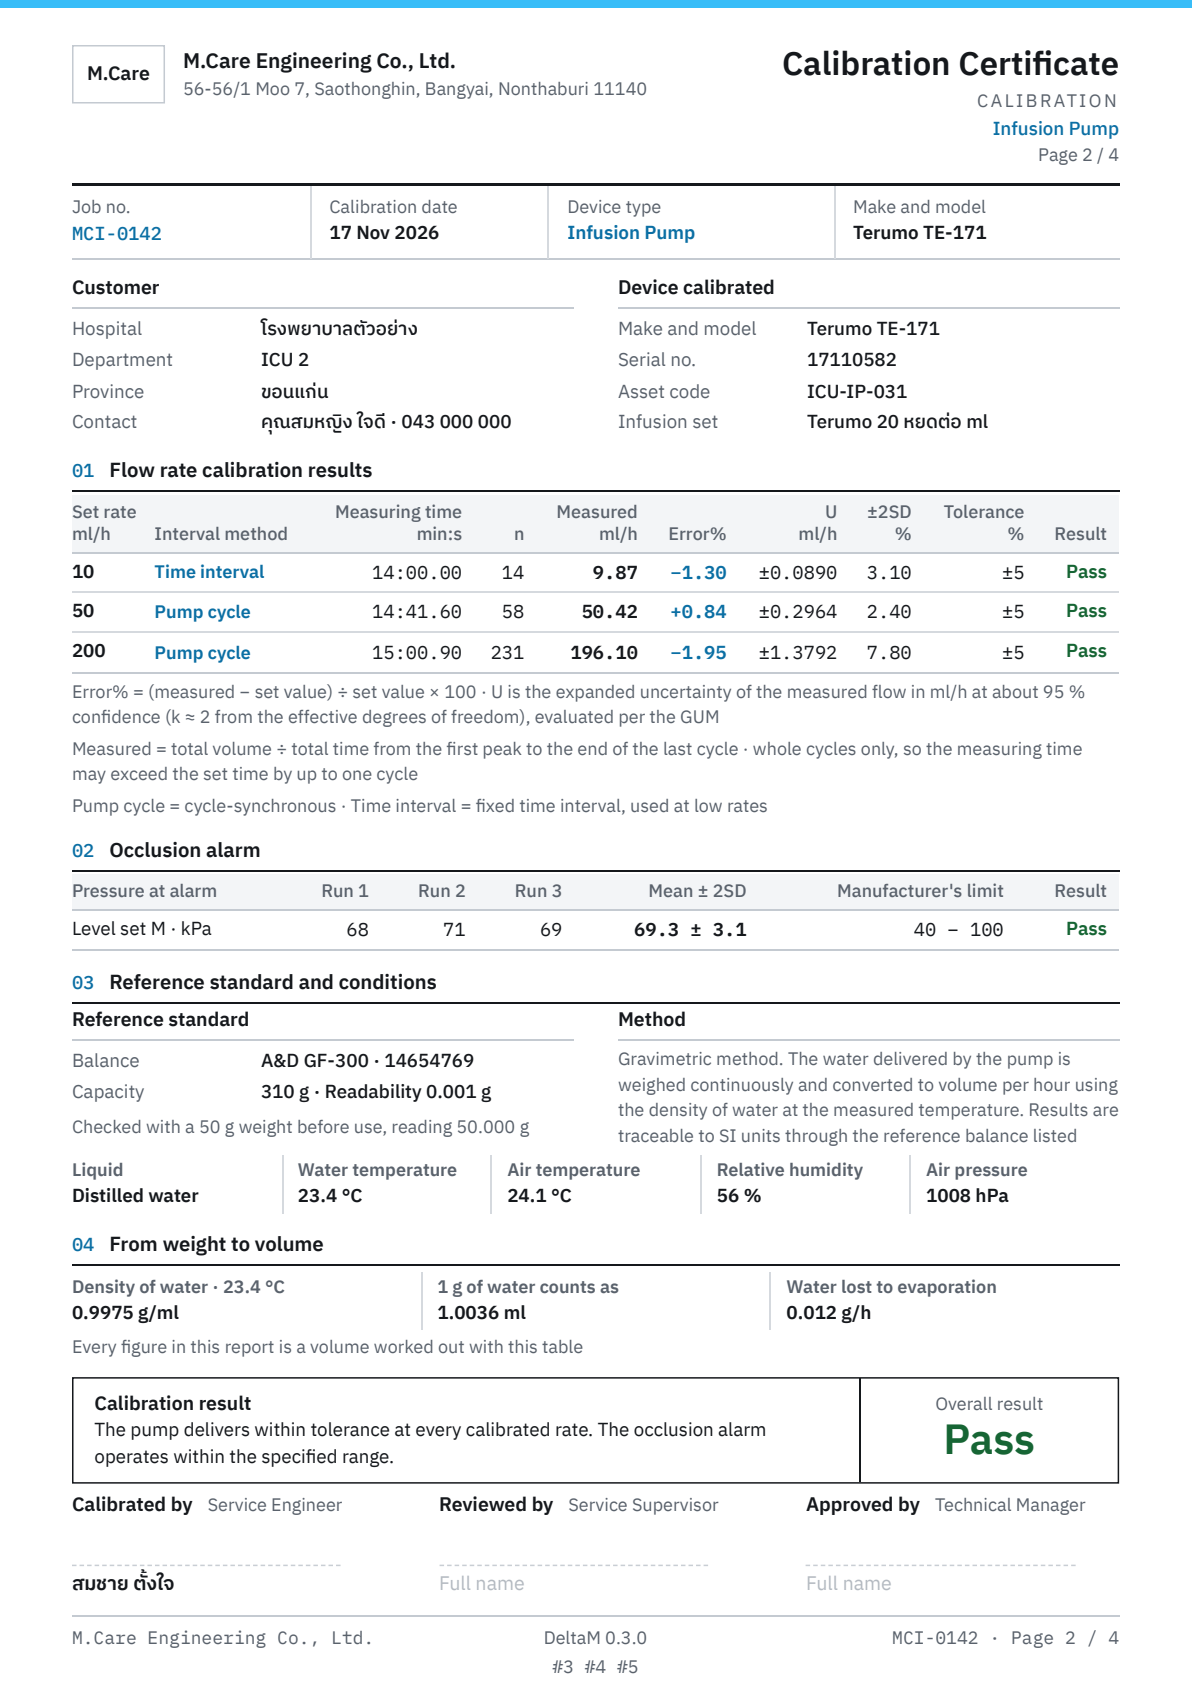 M.Care
M.Care Engineering Co., Ltd.
56-56/1 Moo 7, Saothonghin, Bangyai, Nonthaburi 11140
Calibration Certificate
CALIBRATION
Infusion Pump
Page 2 / 4
Job no. Calibration date Device type Make and model
MCI-0142 17 Nov 2026 Infusion Pump Terumo TE-171
Customer Device calibrated
Hospital โรงพยาบาลตัวอย่าง Make and model Terumo TE-171
Department ICU 2 Serial no. 17110582
Province ขอนแก่น Asset code ICU-IP-031
Contact คุณสมหญิง ใจดี · 043 000 000 Infusion set Terumo 20 หยดต่อ ml
01 Flow rate calibration results
Set rate Measuring time Measured U ±2SD Tolerance
ml/h Interval method min:s n ml/h Error% ml/h % % Result
10 Time interval 14:00.00 14 9.87 −1.30 ±0.0890 3.10 ±5 Pass
50 Pump cycle 14:41.60 58 50.42 +0.84 ±0.2964 2.40 ±5 Pass
200 Pump cycle 15:00.90 231 196.10 −1.95 ±1.3792 7.80 ±5 Pass
Error% = (measured − set value) ÷ set value × 100 · U is the expanded uncertainty of the measured flow in ml/h at about 95 %
confidence (k ≈ 2 from the effective degrees of freedom), evaluated per the GUM
Measured = total volume ÷ total time from the first peak to the end of the last cycle · whole cycles only, so the measuring time
may exceed the set time by up to one cycle
Pump cycle = cycle-synchronous · Time interval = fixed time interval, used at low rates
02 Occlusion alarm
Pressure at alarm Run 1 Run 2 Run 3 Mean ± 2SD Manufacturer's limit Result
Level set M · kPa 68 71 69 69.3 ± 3.1 40 – 100 Pass
03 Reference standard and conditions
Reference standard Method
Balance A&D GF-300 · 14654769
Capacity 310 g · Readability 0.001 g
Checked with a 50 g weight before use, reading 50.000 g
Gravimetric method. The water delivered by the pump is
weighed continuously and converted to volume per hour using
the density of water at the measured temperature. Results are
traceable to SI units through the reference balance listed
Liquid Water temperature Air temperature Relative humidity Air pressure
Distilled water 23.4 °C 24.1 °C 56 % 1008 hPa
04 From weight to volume
Density of water · 23.4 °C 1 g of water counts as Water lost to evaporation
0.9975 g/ml 1.0036 ml 0.012 g/h
Every figure in this report is a volume worked out with this table
Calibration result
The pump delivers within tolerance at every calibrated rate. The occlusion alarm
operates within the specified range.
Overall result
Pass
Calibrated by Service Engineer Reviewed by Service Supervisor Approved by Technical Manager
สมชาย ตั้งใจ Full name Full name
M.Care Engineering Co., Ltd. DeltaM 0.3.0 MCI-0142 · Page 2 / 4
#3 #4 #5